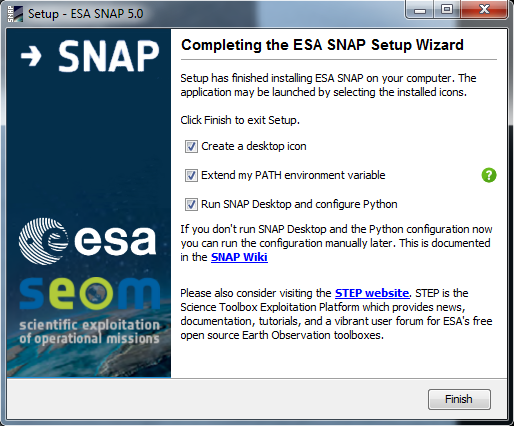 SNAP
Setup - ESA SNAP 5.0
→ SNAP
Completing the ESA SNAP Setup Wizard
Setup has finished installing ESA SNAP on your computer. The
application may be launched by selecting the installed icons.
Click Finish to exit Setup.
Create a desktop icon
Extend my PATH environment variable
?
Run SNAP Desktop and configure Python
If you don't run SNAP Desktop and the Python configuration now
you can run the configuration manually later. This is documented
in the SNAP Wiki
Please also consider visiting the STEP website. STEP is the
Science Toolbox Exploitation Platform which provides news,
documentation, tutorials, and a vibrant user forum for ESA's free
open source Earth Observation toolboxes.
esa
seom
scientific exploitation
of operational missions
Finish